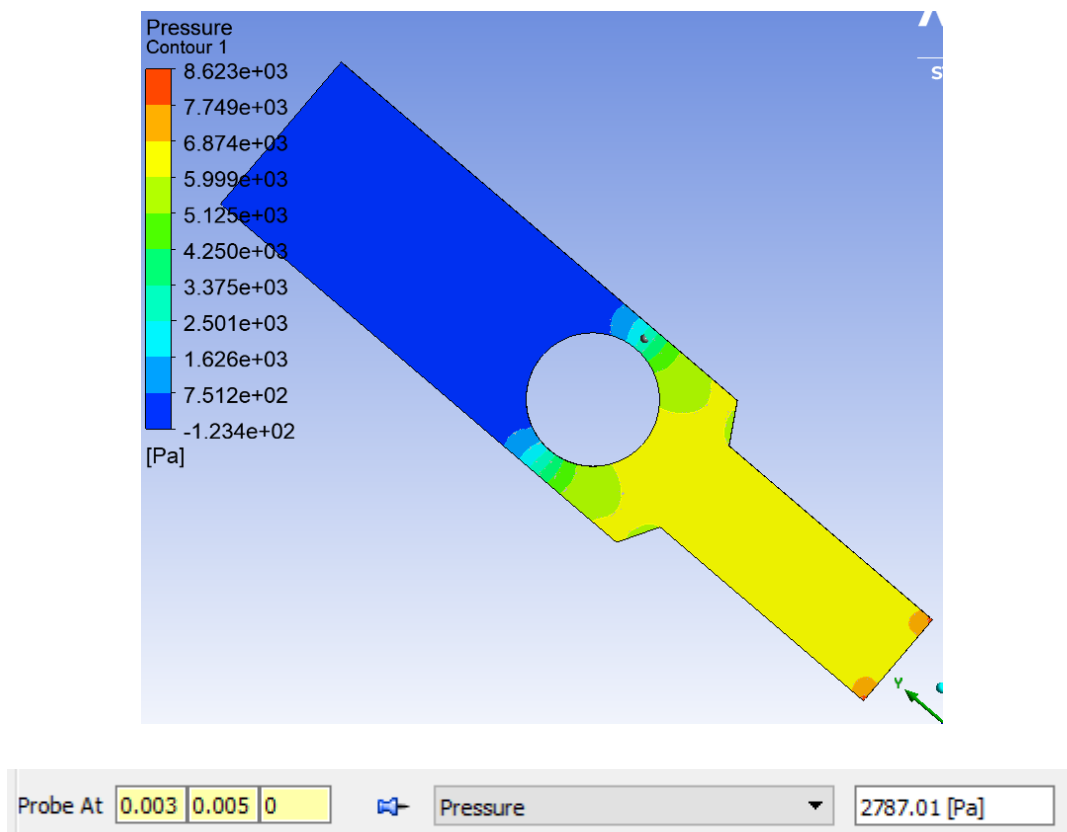 Pressure
Contour 1
8.623e+03
7.749e+03
6.874e+03
5.999e+03
5.125e+03
4.250e+03
3.375e+03
2.501e+03
1.626e+03
7.512e+02
-1.234e+02
[Pa]
Y
Probe At 0.003 0.005 0 Pressure 2787.01 [Pa]